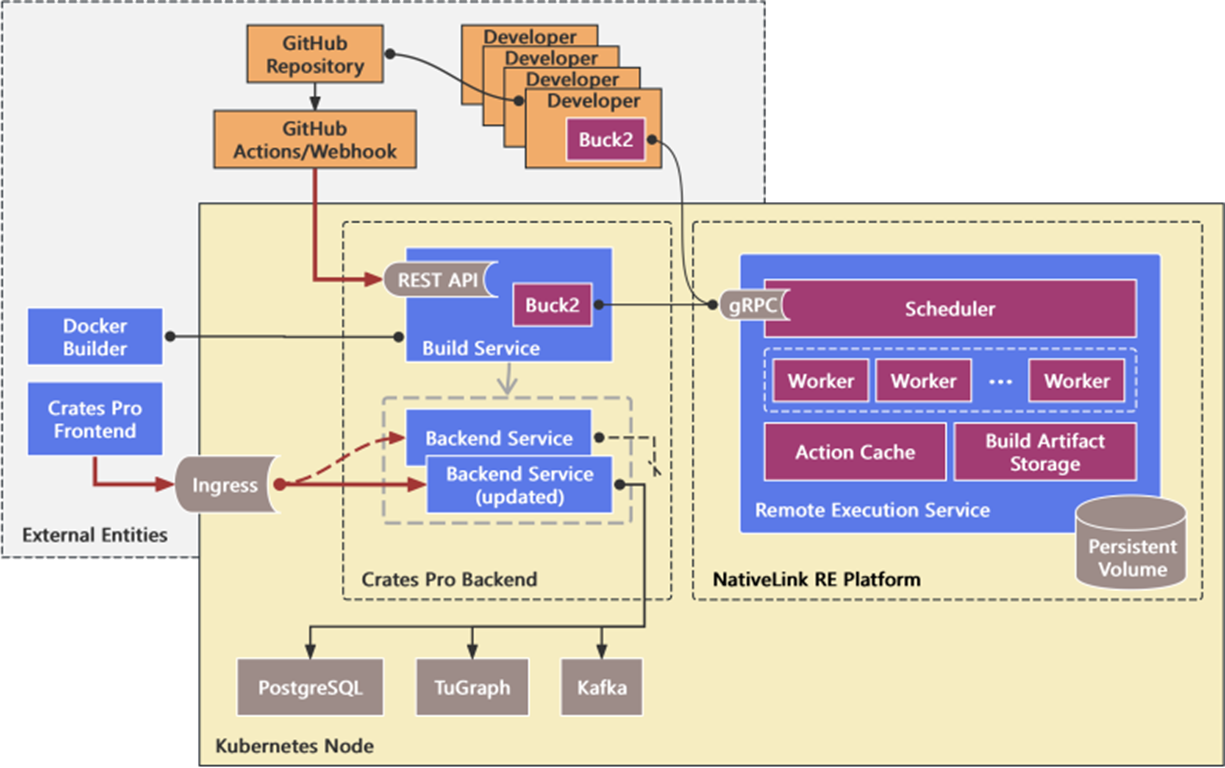 GitHub
Repository
Developer
Developer
Developer
Developer
Buck2
GitHub
Actions/Webhook
REST API
Buck2
Build Service
gRPC
Scheduler
Worker
Worker
...
Worker
Action Cache
Build Artifact
Storage
Remote Execution Service
Persistent
Volume
NativeLink RE Platform
Docker
Builder
Crates Pro
Frontend
Ingress
External Entities
Backend Service
Backend Service
(updated)
Crates Pro Backend
PostgreSQL
TuGraph
Kafka
Kubernetes Node